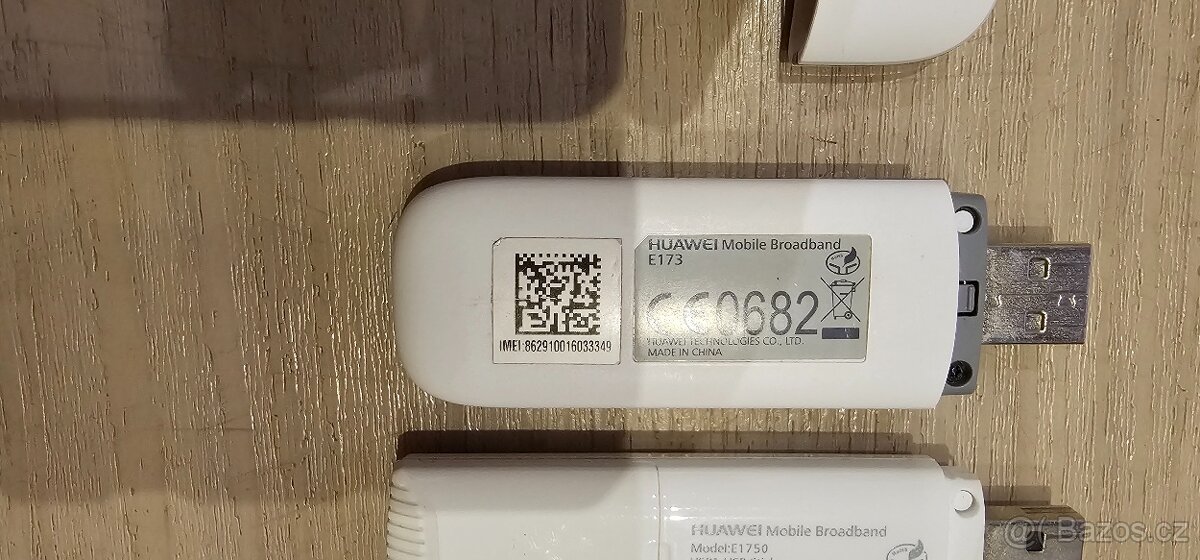 HUAWEI Mobile Broadband
E173
CE0682
HUAWEI TECHNOLOGIES CO., LTD.
MADE IN CHINA
IMEI:862910016033349
HUAWEI Mobile Broadband
Model:E1750
Bazos.cz